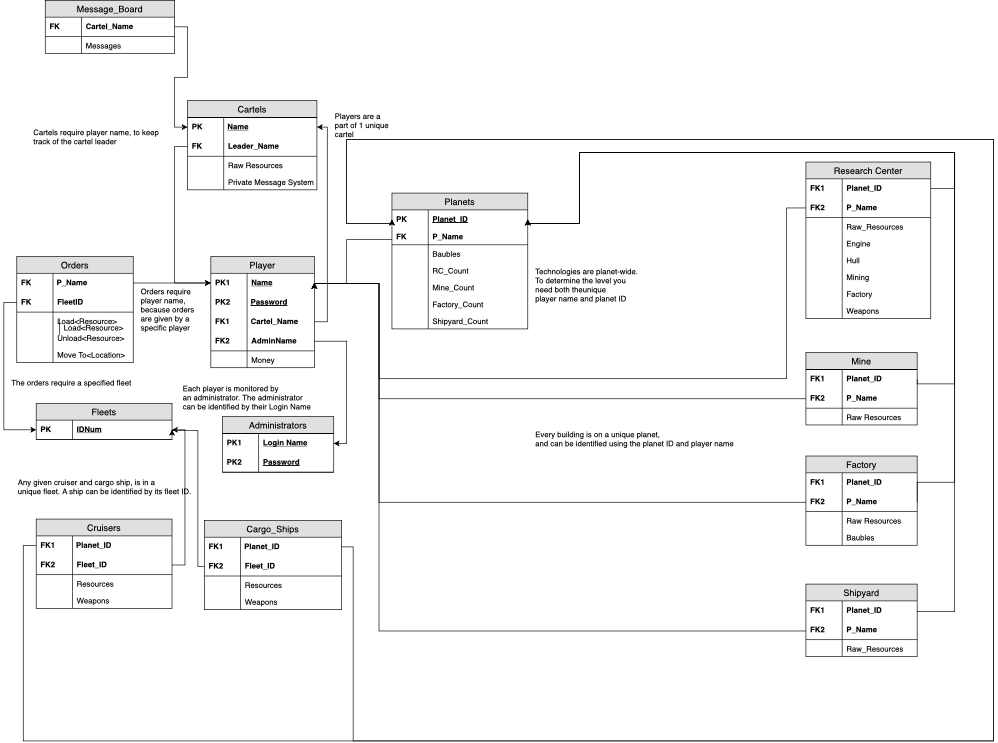 Message_Board
FK Cartel_Name
Messages
Cartels
PK Name
FK Leader_Name
Raw Resources
Private Message System
Cartels require player name, to keep
track of the cartel leader
Players are a
part of 1 unique
cartel
Planets
PK Planet_ID
FK P_Name
Baubles
RC_Count
Mine_Count
Factory_Count
Shipyard_Count
Research Center
FK1 Planet_ID
FK2 P_Name
Raw_Resources
Engine
Hull
Mining
Factory
Weapons
Orders
FK P_Name
FK FleetID
Load<Resource>
Load<Resource>
Unload<Resource>
Move To<Location>
Orders require
player name,
because orders
are given by a
specific player
Player
PK1 Name
PK2 Password
FK1 Cartel_Name
FK2 AdminName
Money
Technologies are planet-wide.
To determine the level you
need both theunique
player name and planet ID
The orders require a specified fleet
Each player is monitored by
an administrator. The administrator
can be identified by their Login Name
Mine
FK1 Planet_ID
FK2 P_Name
Raw Resources
Fleets
PK IDNum
Administrators
PK1 Login Name
PK2 Password
Every building is on a unique planet,
and can be identified using the planet ID and player name
Factory
FK1 Planet_ID
FK2 P_Name
Raw Resources
Baubles
Any given cruiser and cargo ship, is in a
unique fleet. A ship can be identified by its fleet ID.
Cruisers
FK1 Planet_ID
FK2 Fleet_ID
Resources
Weapons
Cargo_Ships
FK1 Planet_ID
FK2 Fleet_ID
Resources
Weapons
Shipyard
FK1 Planet_ID
FK2 P_Name
Raw_Resources